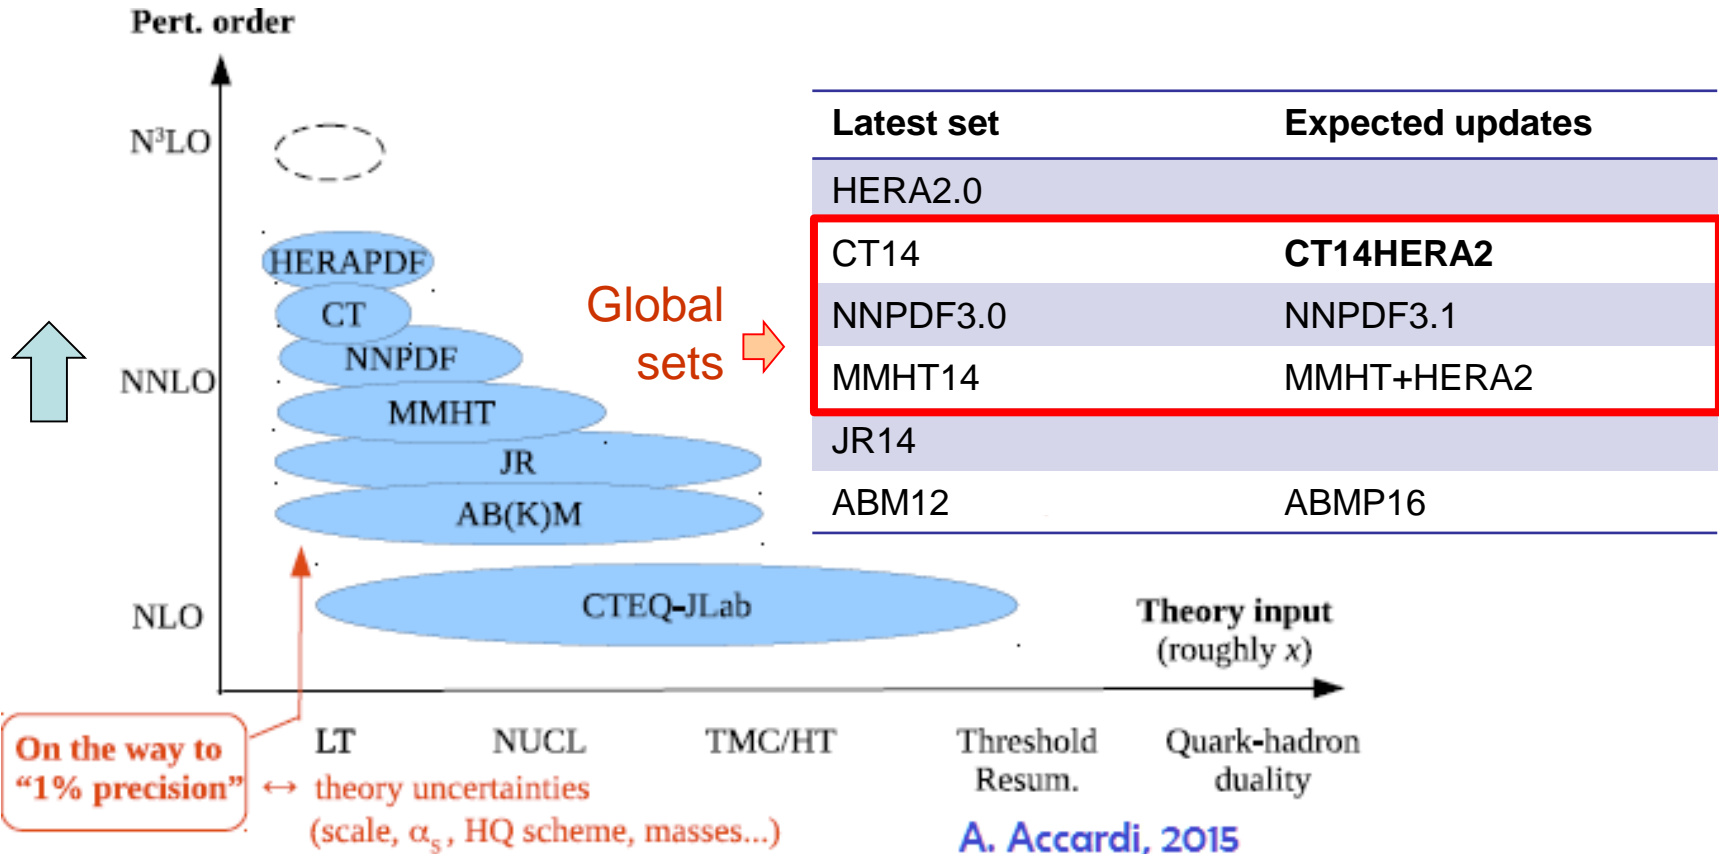 Pert. order
N³LO
HERAPDF
CT
NNPDF
NNLO
MMHT
JR
AB(K)M
NLO
CTEQ-JLab
Theory input
(roughly x)
LT
NUCL
TMC/HT
Threshold
Resum.
Quark-hadron
duality
On the way to
“1% precision”
↔ theory uncertainties
(scale, αₛ, HQ scheme, masses...)
A. Accardi, 2015
Global
sets
Latest set Expected updates
HERA2.0
CT14 CT14HERA2
NNPDF3.0 NNPDF3.1
MMHT14 MMHT+HERA2
JR14
ABM12 ABMP16